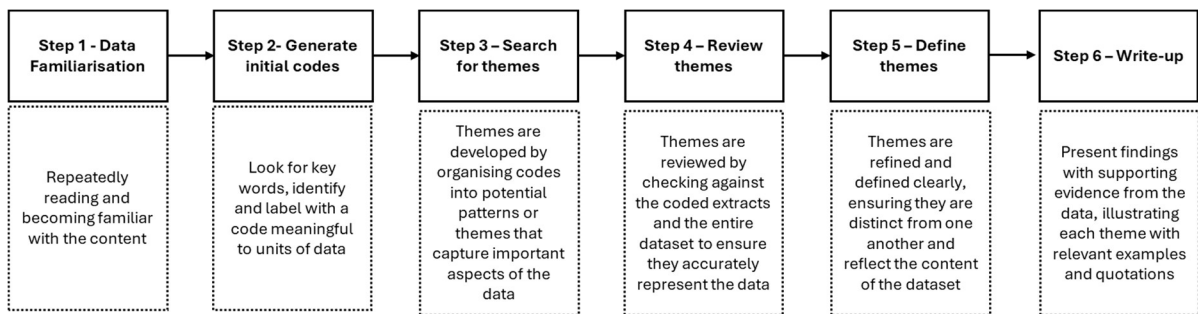 Step 1 - Data
Familiarisation
Step 2- Generate
initial codes
Step 3 – Search
for themes
Step 4 – Review
themes
Step 5 – Define
themes
Step 6 – Write-up
Repeatedly
reading and
becoming familiar
with the content
Look for key
words, identify
and label with a
code meaningful
to units of data
Themes are
developed by
organising codes
into potential
patterns or
themes that
capture important
aspects of the
data
Themes are
reviewed by
checking against
the coded extracts
and the entire
dataset to ensure
they accurately
represent the data
Themes are
refined and
defined clearly,
ensuring they are
distinct from one
another and
reflect the content
of the dataset
Present findings
with supporting
evidence from the
data, illustrating
each theme with
relevant examples
and quotations